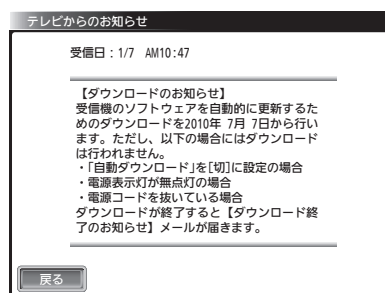 テレビからのお知らせ
受信日：1/7 AM10:47
【ダウンロードのお知らせ】
受信機のソフトウェアを自動的に更新するた
めのダウンロードを2010年 7月 7日から行い
ます。ただし、以下の場合にはダウンロード
は行われません。
・「自動ダウンロード」を[切]に設定の場合
・電源表示灯が無点灯の場合
・電源コードを抜いている場合
ダウンロードが終了すると【ダウンロード終
了のお知らせ】メールが届きます。
戻る